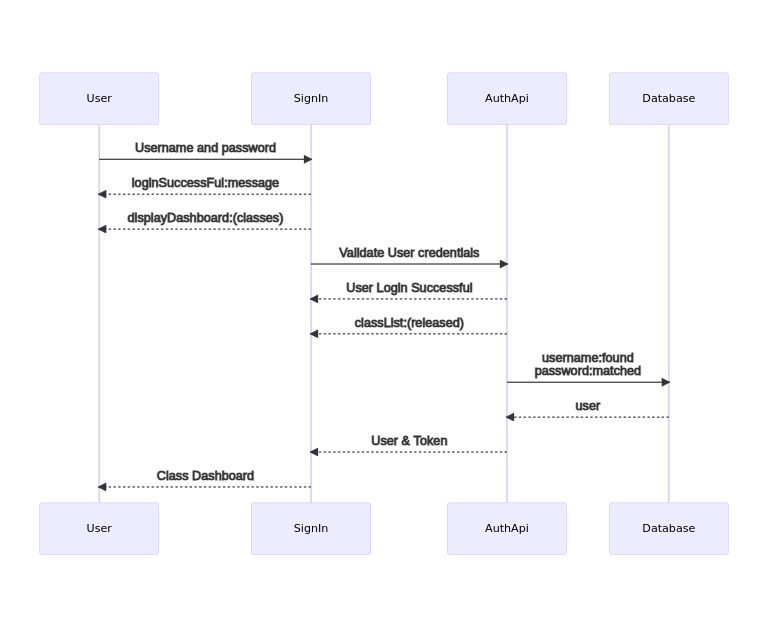 User SignIn AuthApi Database
Username and password
logInSuccessFul:message
displayDashboard:(classes)
Validate User credentials
User LogIn Successful
classList:(released)
username:found
password:matched
user
User & Token
Class Dashboard
User SignIn AuthApi Database